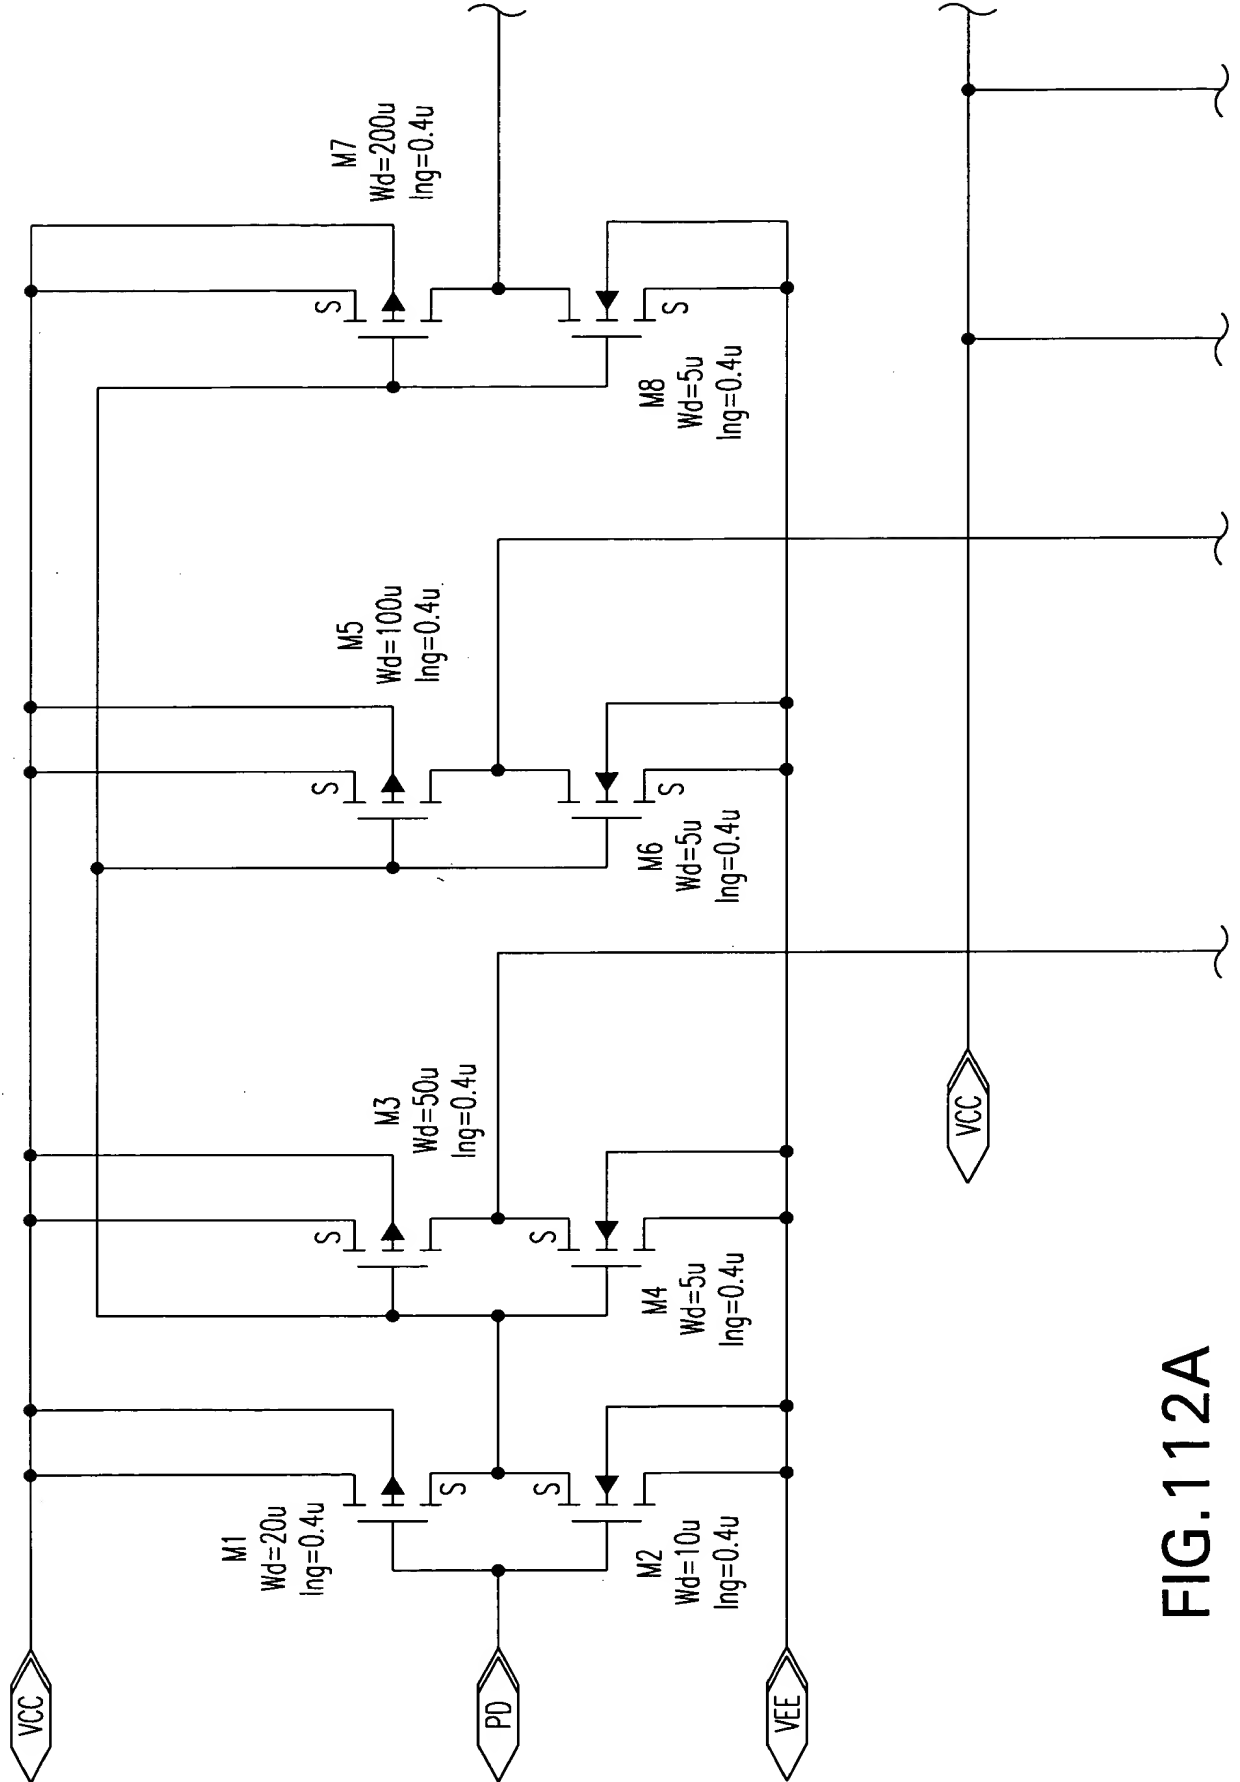 VCC
M1
Wd=20u
lng=0.4u
S
M3
Wd=50u
lng=0.4u
S
M5
Wd=100u
lng=0.4u
S
M7
Wd=200u
lng=0.4u
S
PD
S
M2
Wd=10u
lng=0.4u
S
M4
Wd=5u
lng=0.4u
S
M6
Wd=5u
lng=0.4u
S
M8
Wd=5u
lng=0.4u
VEE
VCC
FIG.112A